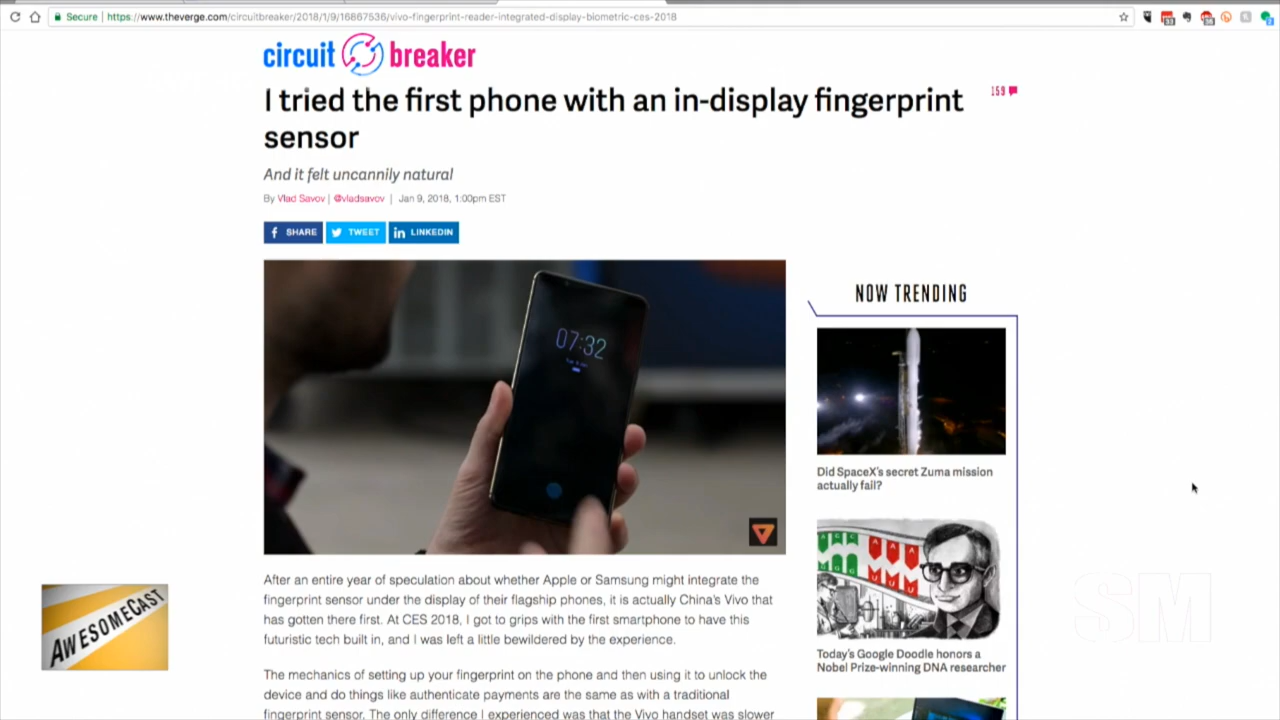 Secure | https://www.theverge.com/circuitbreaker/2018/1/9/16867536/vivo-fingerprint-reader-integrated-display-biometric-ces-2018
circuit breaker
I tried the first phone with an in-display fingerprint
sensor
159
And it felt uncannily natural
By Vlad Savov | @vladsavov | Jan 9, 2018, 1:00pm EST
SHARE TWEET LINKEDIN
07:32
NOW TRENDING
Did SpaceX's secret Zuma mission
actually fail?
Today's Google Doodle honors a
Nobel Prize-winning DNA researcher
After an entire year of speculation about whether Apple or Samsung might integrate the
fingerprint sensor under the display of their flagship phones, it is actually China's Vivo that
has gotten there first. At CES 2018, I got to grips with the first smartphone to have this
futuristic tech built in, and I was left a little bewildered by the experience.
The mechanics of setting up your fingerprint on the phone and then using it to unlock the
device and do things like authenticate payments are the same as with a traditional
fingerprint sensor. The only difference I experienced was that the Vivo handset was slower
AWESOMECAST
SM